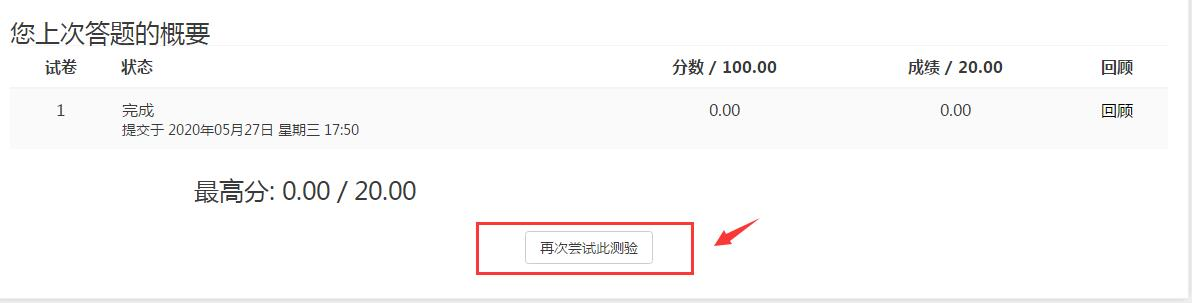 您上次答题的概要
试卷 状态 分数 / 100.00 成绩 / 20.00 回顾
1 完成 0.00 0.00 回顾
提交于 2020年05月27日 星期三 17:50
最高分: 0.00 / 20.00
再次尝试此测验